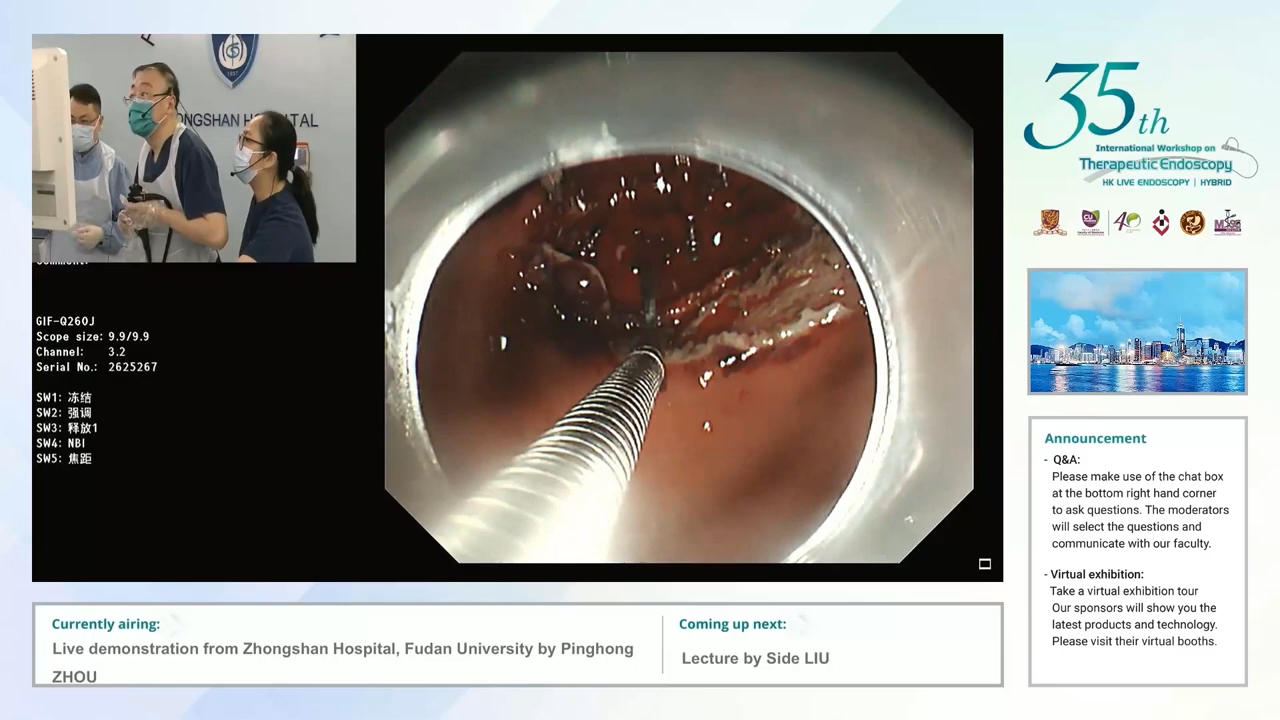 ONGSHAN HOSPITAL
1937
GIF-Q260J
Scope size: 9.9/9.9
Channel: 3.2
Serial No.: 2625267
SW1: 冻结
SW2: 强调
SW3: 释放1
SW4: NBI
SW5: 焦距
35th
International Workshop on
Therapeutic Endoscopy
HK LIVE ENDOSCOPY | HYBRID
Announcement
- Q&A:
Please make use of the chat box
at the bottom right hand corner
to ask questions. The moderators
will select the questions and
communicate with our faculty.
- Virtual exhibition:
Take a virtual exhibition tour
Our sponsors will show you the
latest products and technology.
Please visit their virtual booths.
Currently airing:
Live demonstration from Zhongshan Hospital, Fudan University by Pinghong
ZHOU
Coming up next:
Lecture by Side LIU